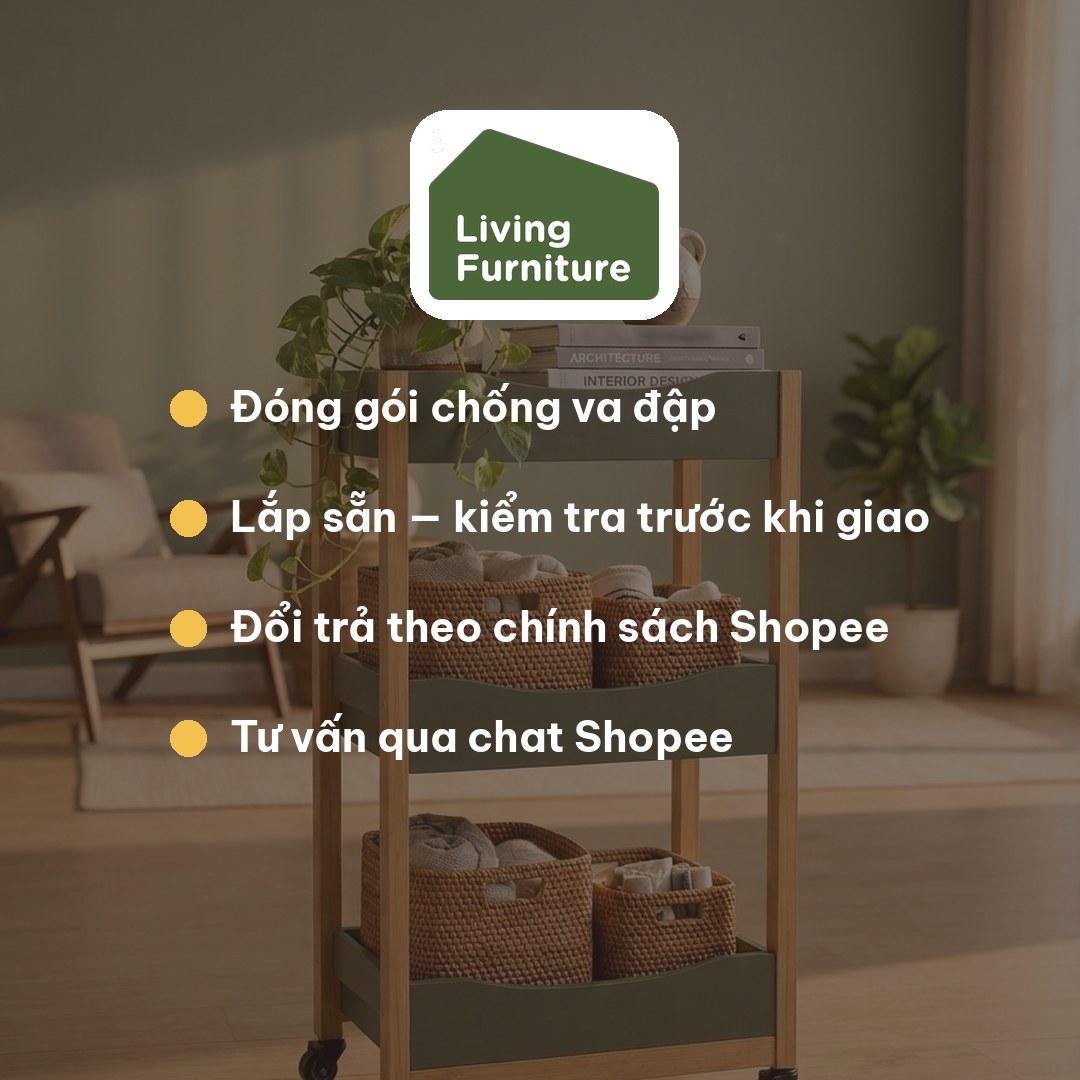 Living
Furniture
ARCHITECTURE
INTERIOR DESIGN
Đóng gói chống va đập
Lắp sẵn — kiểm tra trước khi giao
Đổi trả theo chính sách Shopee
Tư vấn qua chat Shopee